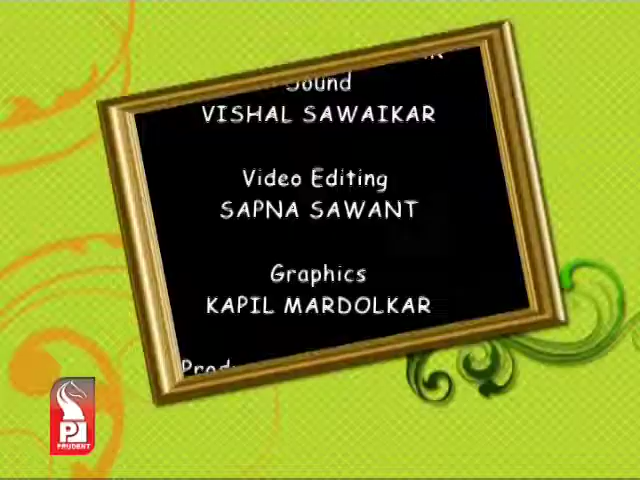 Sound
VISHAL SAWAIKAR
Video Editing
SAPNA SAWANT
Graphics
KAPIL MARDOLKAR
PRUDENT